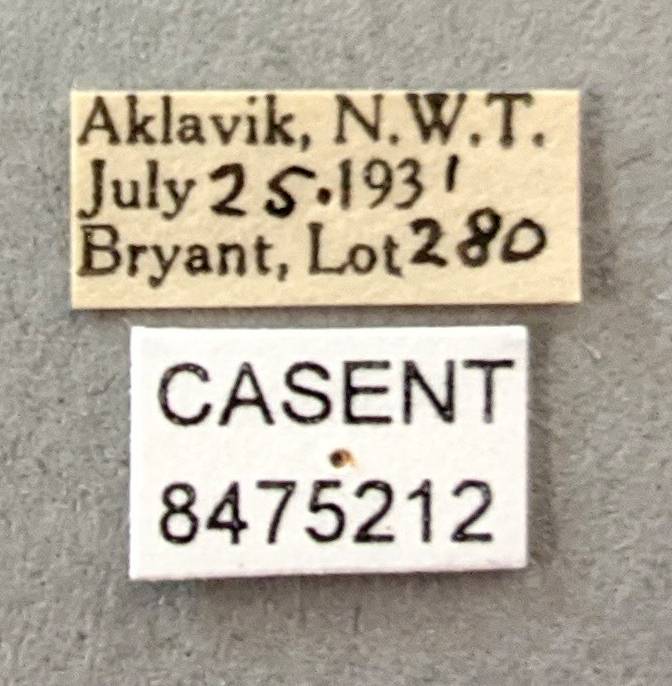 Aklavik, N.W.T.
July 25.1931
Bryant, Lot 280
CASENT
8475212